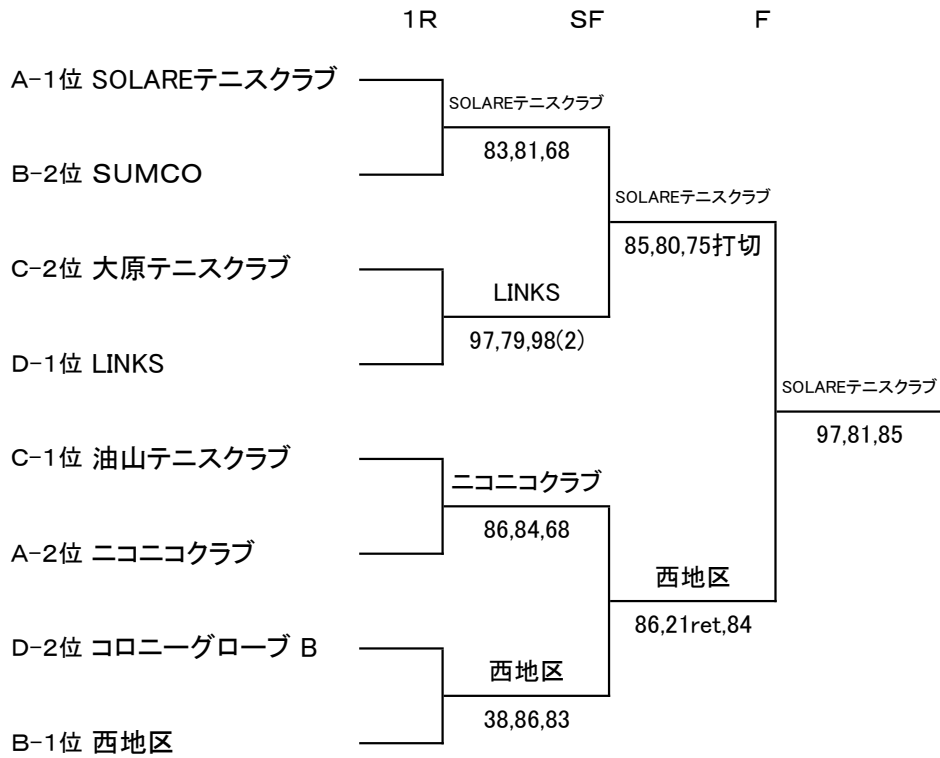 1R SF F
A-1位 SOLAREテニスクラブ
SOLAREテニスクラブ
83,81,68
B-2位 SUMCO
SOLAREテニスクラブ
85,80,75打切
C-2位 大原テニスクラブ
LINKS
97,79,98(2)
D-1位 LINKS
SOLAREテニスクラブ
97,81,85
C-1位 油山テニスクラブ
ニコニコクラブ
86,84,68
A-2位 ニコニコクラブ
西地区
86,21ret,84
D-2位 コロニーグローブ B
西地区
38,86,83
B-1位 西地区